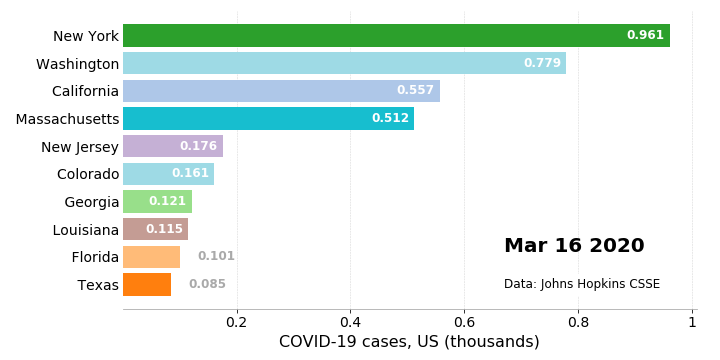 New York 0.961
Washington 0.779
California 0.557
Massachusetts 0.512
New Jersey 0.176
Colorado 0.161
Georgia 0.121
Louisiana 0.115
Florida 0.101
Texas 0.085
Mar 16 2020
Data: Johns Hopkins CSSE
0.2 0.4 0.6 0.8 1
COVID-19 cases, US (thousands)